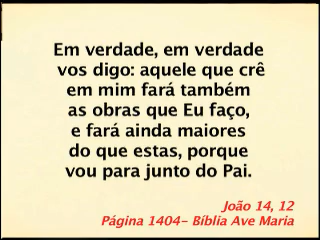 Em verdade, em verdade
vos digo: aquele que crê
em mim fará também
as obras que Eu faço,
e fará ainda maiores
do que estas, porque
vou para junto do Pai.
João 14, 12
Página 1404- Bíblia Ave Maria